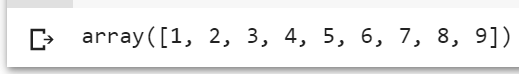 array([1, 2, 3, 4, 5, 6, 7, 8, 9])